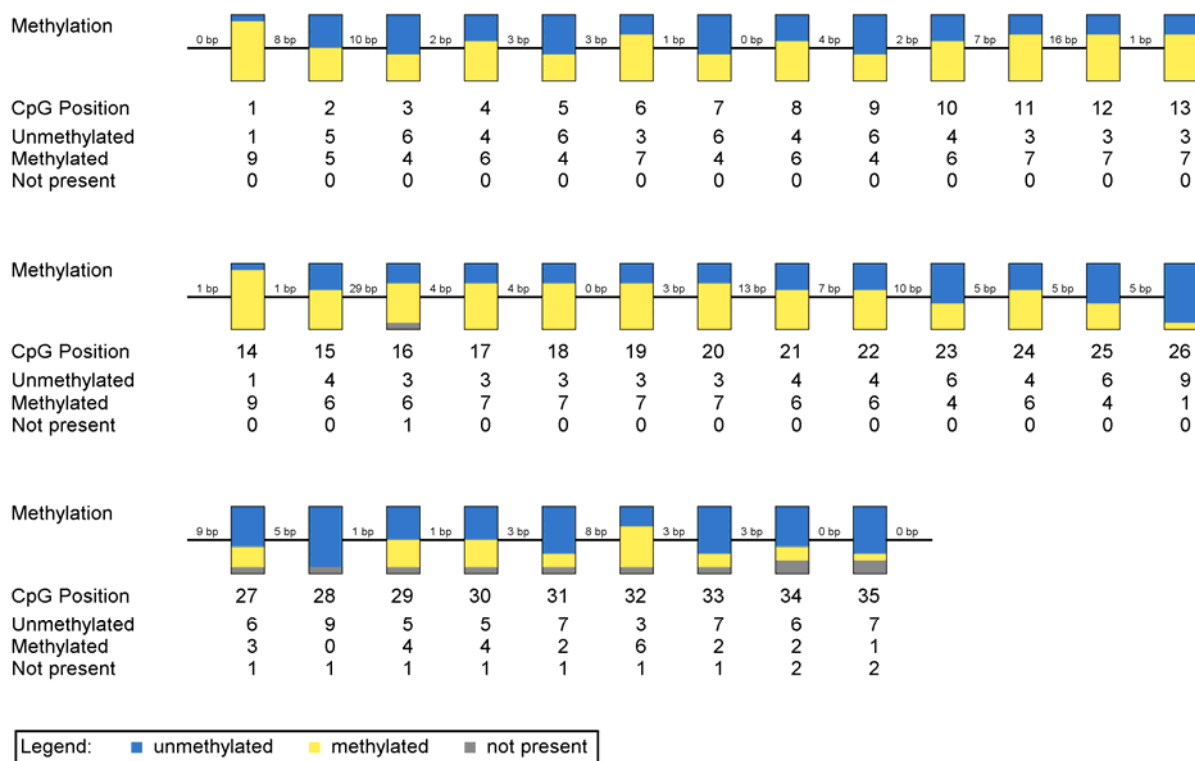 Methylation
0 bp 8 bp 10 bp 2 bp 3 bp 3 bp 1 bp 0 bp 4 bp 2 bp 7 bp 16 bp 1 bp
CpG Position 1 2 3 4 5 6 7 8 9 10 11 12 13
Unmethylated 1 5 6 4 6 3 6 4 6 4 3 3 3
Methylated 9 5 4 6 4 7 4 6 4 6 7 7 7
Not present 0 0 0 0 0 0 0 0 0 0 0 0 0
Methylation
1 bp 1 bp 29 bp 4 bp 4 bp 0 bp 3 bp 13 bp 7 bp 10 bp 5 bp 5 bp 5 bp
CpG Position 14 15 16 17 18 19 20 21 22 23 24 25 26
Unmethylated 1 4 3 3 3 3 3 4 4 6 4 6 9
Methylated 9 6 6 7 7 7 7 6 6 4 6 4 1
Not present 0 0 1 0 0 0 0 0 0 0 0 0 0
Methylation
9 bp 5 bp 1 bp 1 bp 3 bp 8 bp 3 bp 3 bp 0 bp 0 bp
CpG Position 27 28 29 30 31 32 33 34 35
Unmethylated 6 9 5 5 7 3 7 6 7
Methylated 3 0 4 4 2 6 2 2 1
Not present 1 1 1 1 1 1 1 2 2
Legend: unmethylated methylated not present